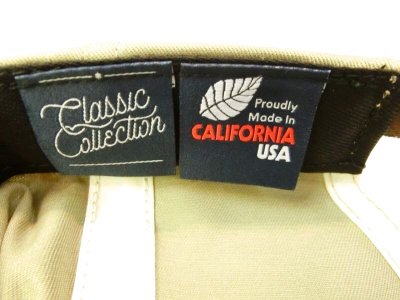 Classic
Collection
Proudly
Made In
CALIFORNIA
USA